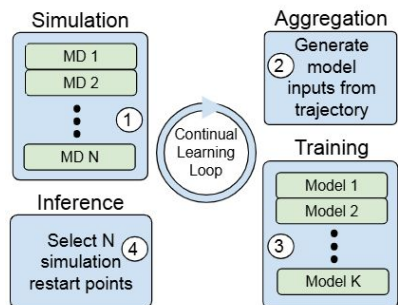 Simulation
MD 1
MD 2
1
MD N
Aggregation
2
Generate
model
inputs from
trajectory
Continual
Learning
Loop
Inference
Select N
simulation
restart points
4
Training
Model 1
Model 2
3
Model K